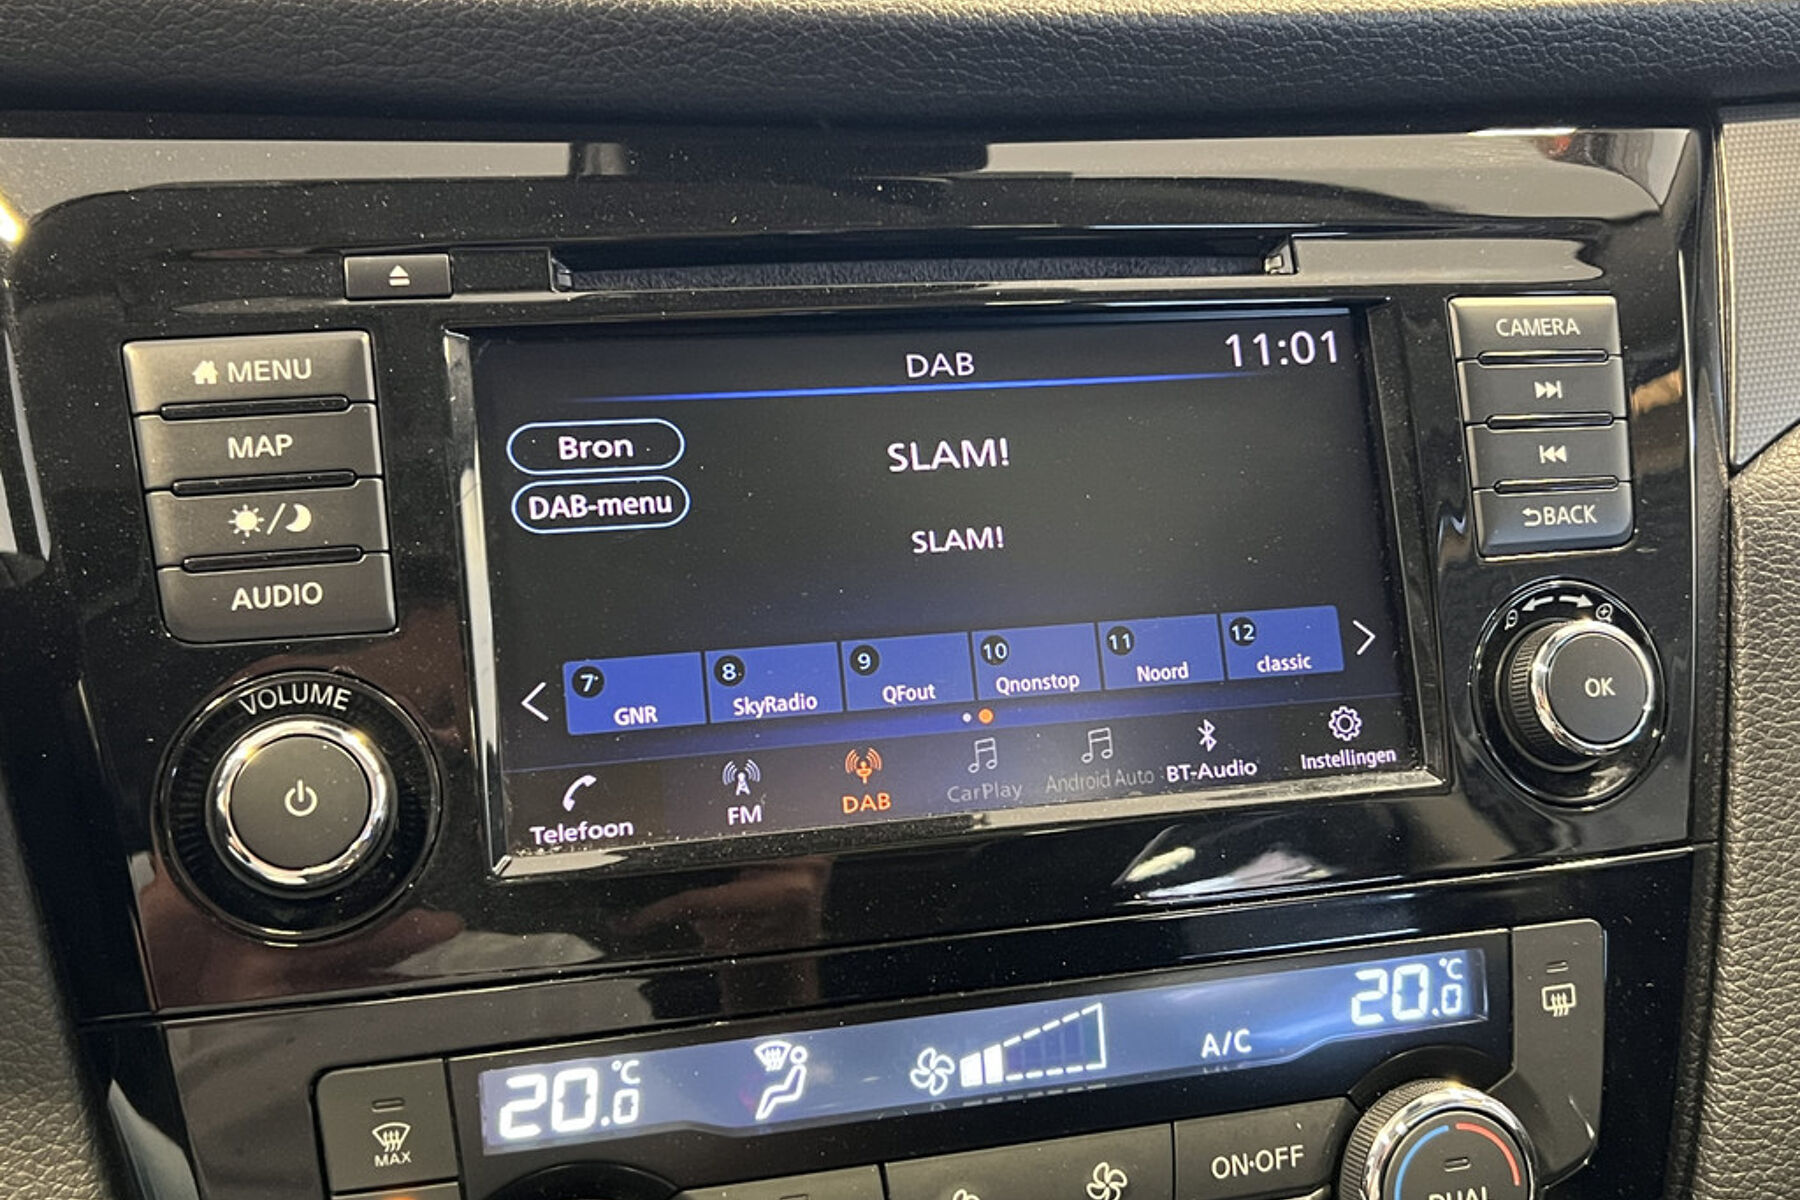 MENU
MAP
AUDIO
VOLUME
DAB
11:01
Bron
DAB-menu
SLAM!
SLAM!
7
GNR
8
SkyRadio
9
QFout
10
Qnonstop
11
Noord
12
classic
Telefoon
FM
DAB
CarPlay
Android Auto
BT-Audio
Instellingen
CAMERA
BACK
OK
20.0 °C
A/C
20.0 °C
MAX
ON·OFF
DUAL